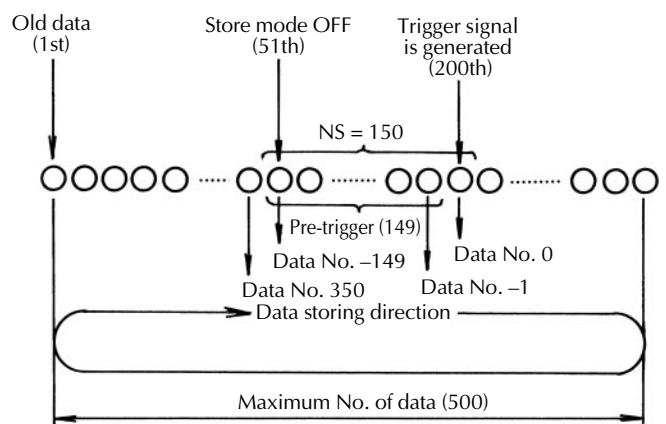 Old data
(1st)
Store mode OFF
(51th)
Trigger signal
is generated
(200th)
NS = 150
Pre-trigger (149)
Data No. 0
Data No. –149
Data No. –1
Data No. 350
Data storing direction
Maximum No. of data (500)